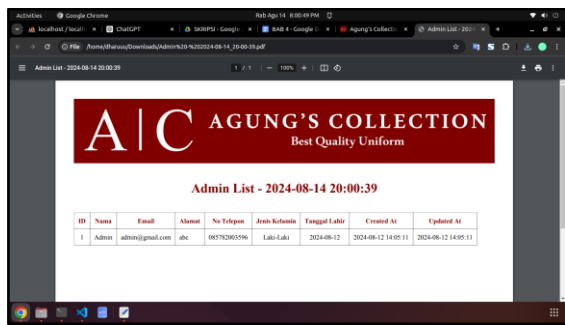 Activities Google Chrome Rab Agu 14 8:00:49 PM
localhost / localh ChatGPT SKRIPSI - Google BAB 4 - Google D Agung's Collectio Admin List - 2024
File /home/dharuuu/Downloads/Admin%20-%202024-08-14_20-00-39.pdf
Admin List - 2024-08-14 20:00:39 1 / 1 100%
A | C AGUNG'S COLLECTION
Best Quality Uniform
Admin List - 2024-08-14 20:00:39
ID Nama Email Alamat No Telepon Jenis Kelamin Tanggal Lahir Created At Updated At
1 Admin admin@gmail.com abc 085782003596 Laki-Laki 2024-08-12 2024-08-12 14:05:11 2024-08-12 14:05:11